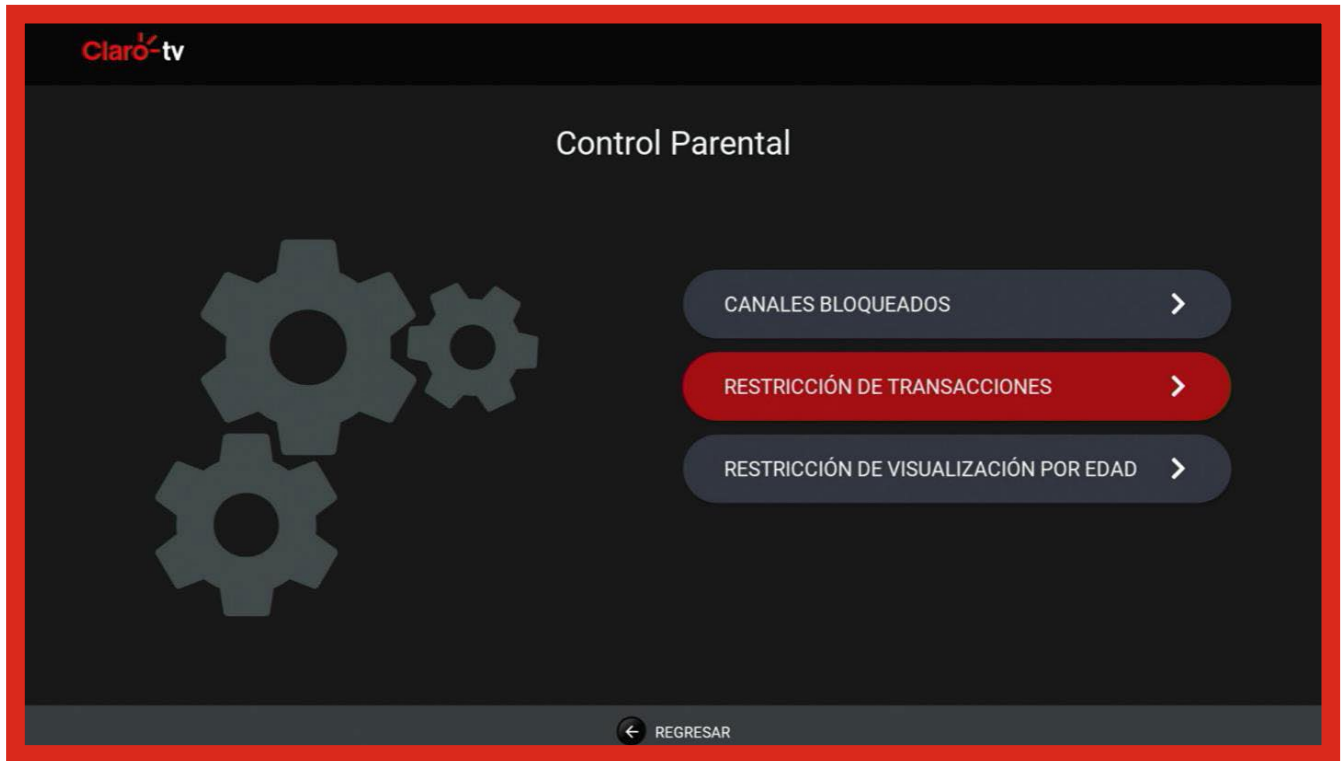 Claro-tv
Control Parental
CANALES BLOQUEADOS
RESTRICCIÓN DE TRANSACCIONES
RESTRICCIÓN DE VISUALIZACIÓN POR EDAD
REGRESAR